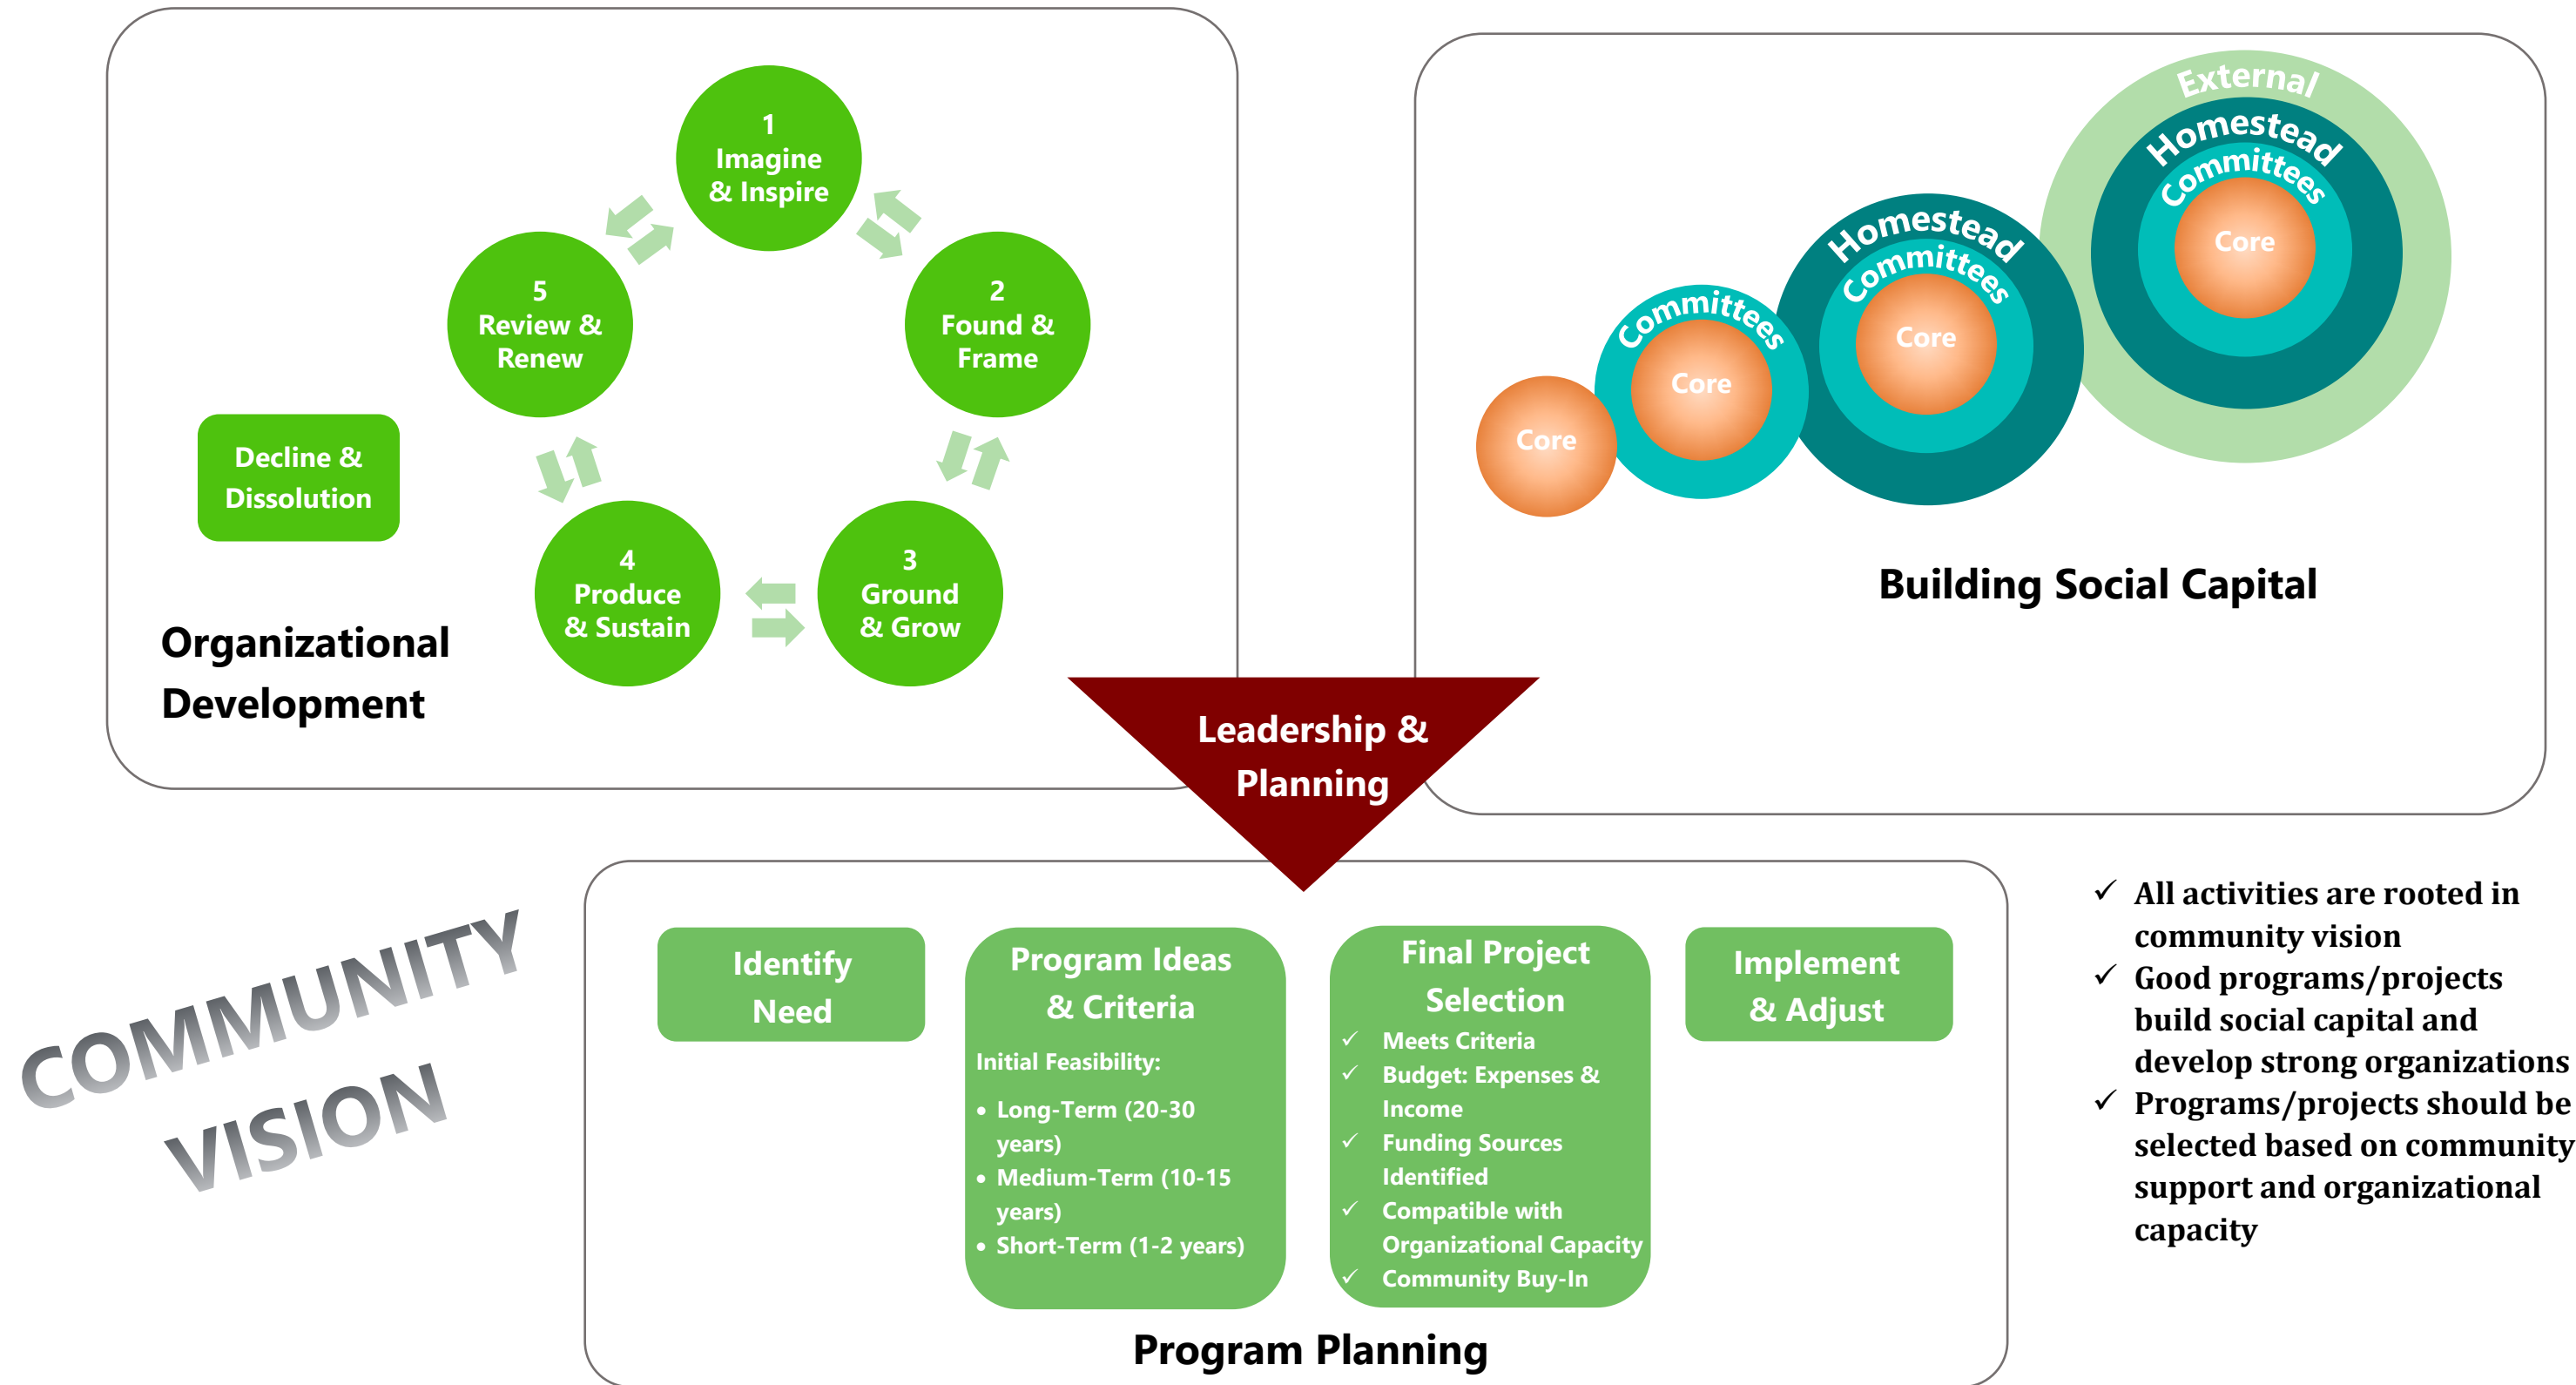 1
Imagine
& Inspire
2
Found &
Frame
3
Ground
& Grow
4
Produce
& Sustain
5
Review &
Renew
Decline &
Dissolution
Organizational
Development
Core
Committees
Core
Homestead
Committees
Core
External
Homestead
Committees
Core
Building Social Capital
Leadership &
Planning
COMMUNITY
VISION
Identify
Need
Program Ideas
& Criteria
Initial Feasibility:
• Long-Term (20-30
years)
• Medium-Term (10-15
years)
• Short-Term (1-2 years)
Final Project
Selection
✓ Meets Criteria
✓ Budget: Expenses &
Income
✓ Funding Sources
Identified
✓ Compatible with
Organizational Capacity
✓ Community Buy-In
Implement
& Adjust
Program Planning
✓ All activities are rooted in
community vision
✓ Good programs/projects
build social capital and
develop strong organizations
✓ Programs/projects should be
selected based on community
support and organizational
capacity